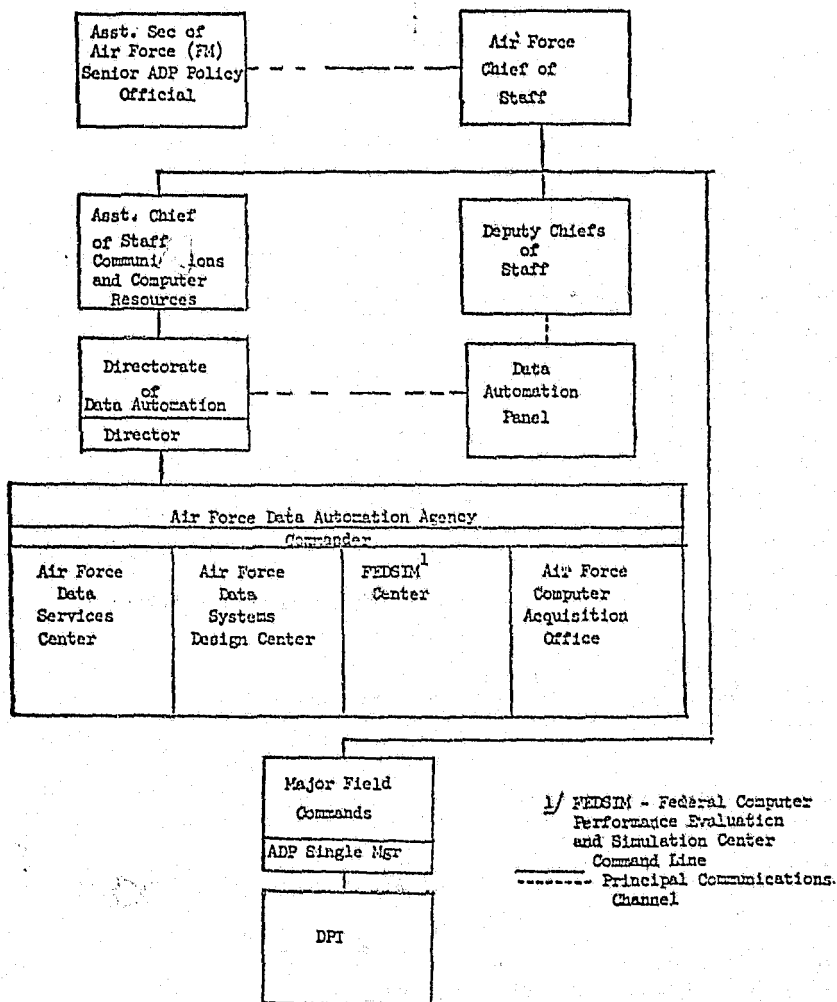 Asst. Sec of
Air Force (FM)
Senior ADP Policy
Official
Air Force
Chief of
Staff
Asst. Chief
of Staff
Communi ions
and Computer
Resources
Deputy Chiefs
of
Staff
Directorate
of
Data Automation
Director
Data
Automation
Panel
Air Force Data Automation Agency
Commander
Air Force
Data
Services
Center
Air Force
Data
Systems
Design Center
FEDSIM1
Center
Air Force
Computer
Acquisition
Office
Major Field
Commands
ADP Single Mgr
DPI
1/ FEDSIM - Federal Computer
Performance Evaluation
and Simulation Center
Command Line
Principal Communications
Channel